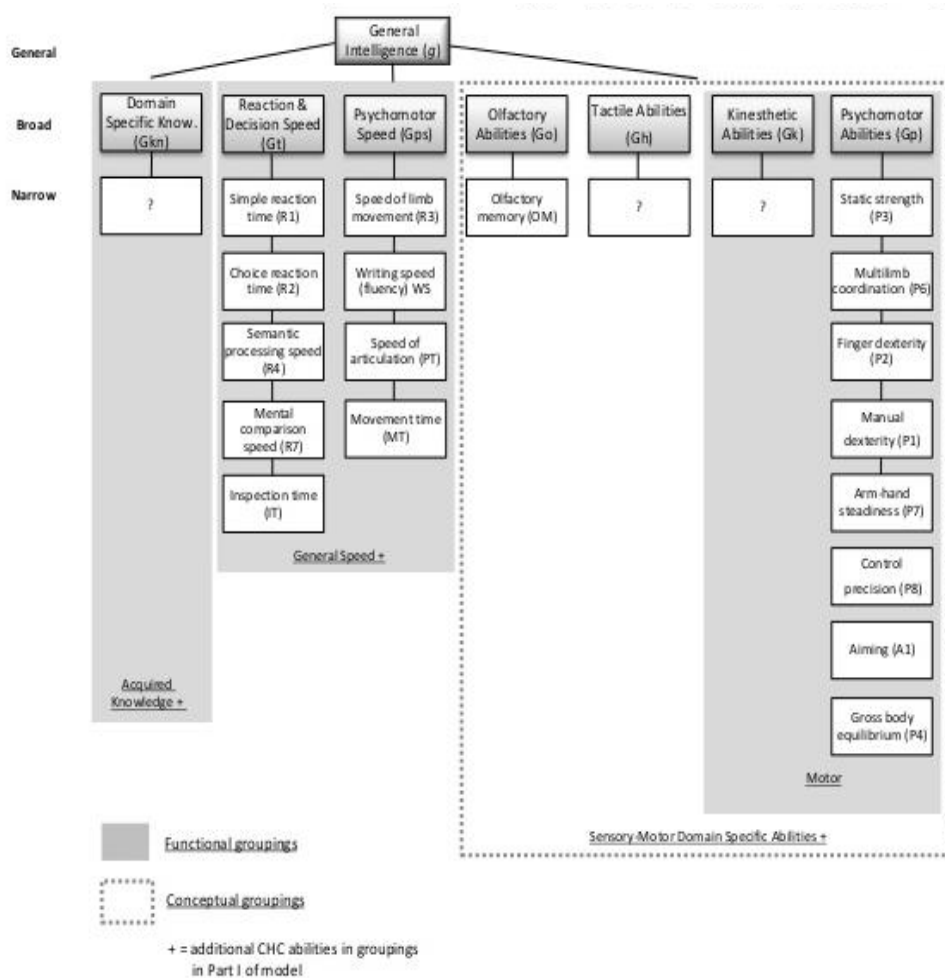 General
General
Intelligence (g)
Broad
Domain
Specific Know.
(Gkn)
Reaction &
Decision Speed
(Gt)
Psychomotor
Speed (Gps)
Olfactory
Abilities (Go)
Tactile Abilities
(Gh)
Kinesthetic
Abilities (Gk)
Psychomotor
Abilities (Gp)
Narrow
?
Simple reaction
time (R1)
Choice reaction
time (R2)
Semantic
processing speed
(R4)
Mental
comparison
speed (R7)
Inspection time
(IT)
Speed of limb
movement (R3)
Writing speed
(fluency) WS
Speed of
articulation (PT)
Movement time
(MT)
General Speed +
Olfactory
memory (OM)
?
?
Static strength
(P3)
Multilimb
coordination (P6)
Finger dexterity
(P2)
Manual
dexterity (P1)
Arm-hand
steadiness (P7)
Control
precision (P8)
Aiming (A1)
Gross body
equilibrium (P4)
Acquired
Knowledge +
Motor
Sensory-Motor Domain Specific Abilities +
Functional groupings
Conceptual groupings
+ = additional CHC abilities in groupings
in Part I of model